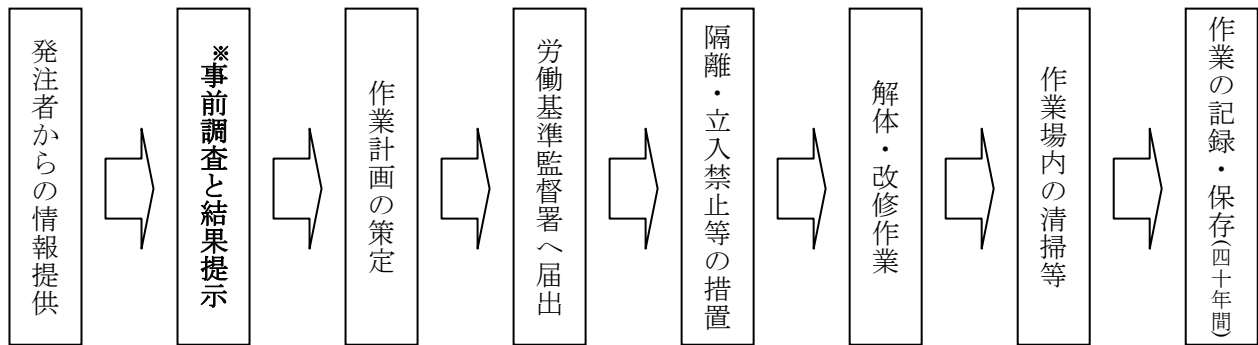 発注者からの情報提供
※事前調査と結果提示
作業計画の策定
労働基準監督署へ届出
隔離・立入禁止等の措置
解体・改修作業
作業場内の清掃等
作業の記録・保存(四十年間)